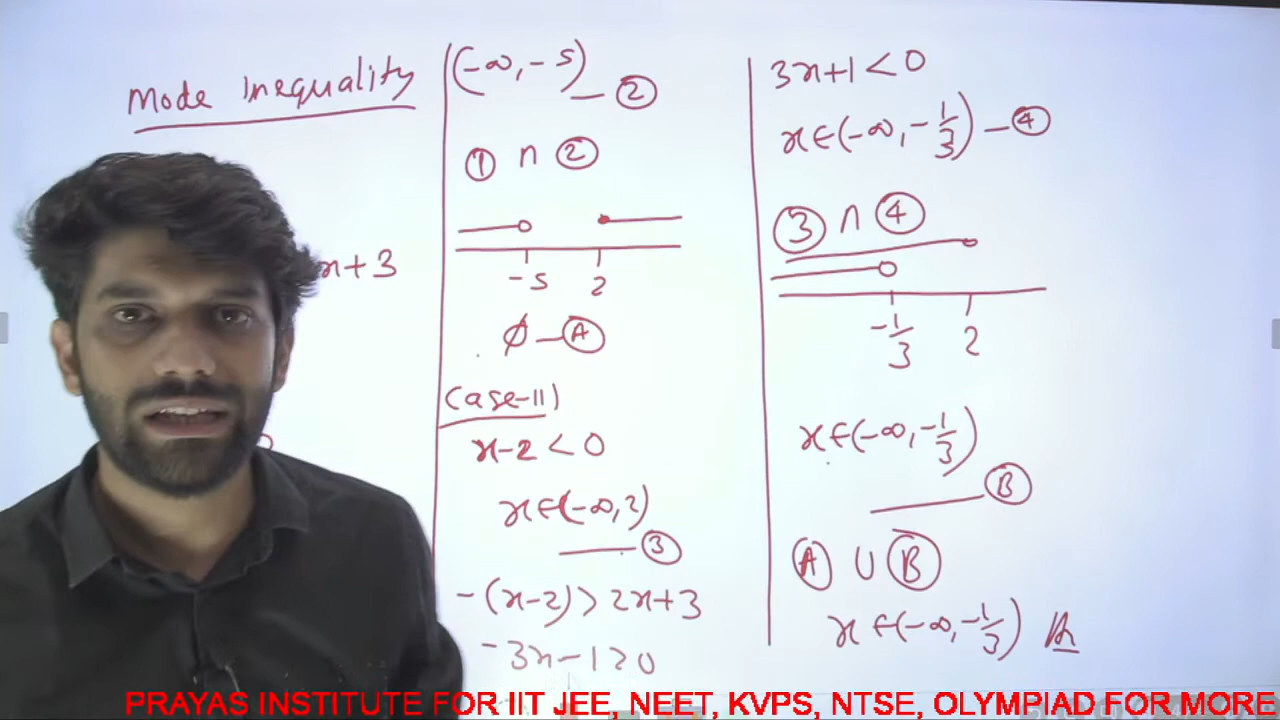 Mode Inequality
x+3
(-∞, -5)
— ②
① ∩ ②
-5 2
∅ — Ⓐ
Case-II)
x-2 < 0
x∈(-∞,2)
— ③
-(x-2) > 2x+3
-3x-1>0
3x+1 < 0
x∈(-∞, -1/3) — ④
③ ∩ ④
-1/3 2
x∈(-∞, -1/3)
— Ⓑ
Ⓐ ∪ Ⓑ
x∈(-∞, -1/3)
PRAYAS INSTITUTE FOR IIT JEE, NEET, KVPS, NTSE, OLYMPIAD FOR MORE